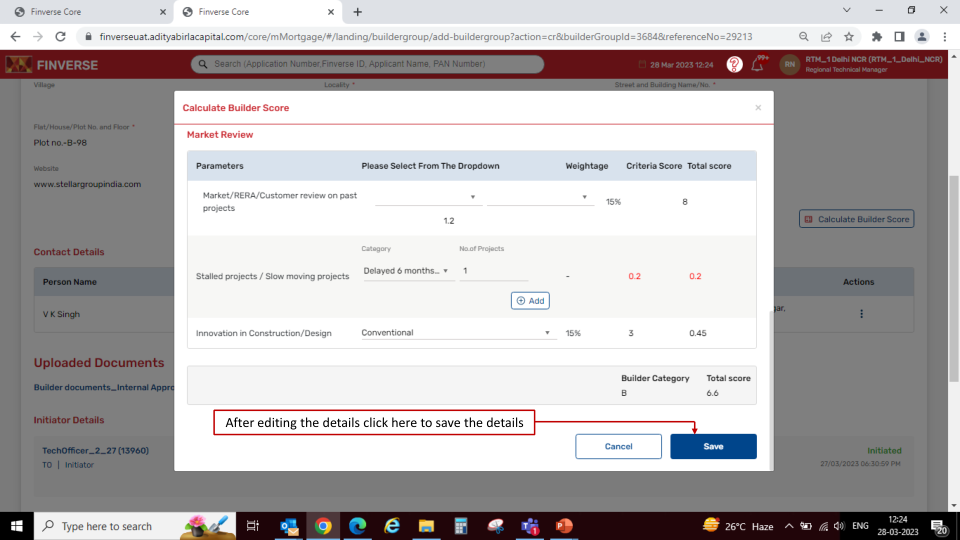 Finverse Core
Finverse Core
finverseuat.adityabirlacapital.com/core/mMortgage/#/landing/buildergroup/add-buildergroup?action=cr&builderGroupId=3684&referenceNo=29213
FINVERSE
Search (Application Number,Finverse ID, Applicant Name, PAN Number)
28 Mar 2023 12:24
99+
RN
RTM_1 Delhi NCR (RTM_1_Delhi_NCR)
Regional Technical Manager
Village
Locality *
Street and Building Name/No. *
Calculate Builder Score
Flat/House/Plot No. and Floor *
Plot no.-B-98
Market Review
Parameters
Please Select From The Dropdown
Weightage
Criteria Score
Total score
Website
www.stellargroupindia.com
Market/RERA/Customer review on past projects
15%
8
1.2
Calculate Builder Score
Contact Details
Category
No.of Projects
Stalled projects / Slow moving projects
Delayed 6 months...
1
-
0.2
0.2
Person Name
Actions
Add
V K Singh
ar,
Innovation in Construction/Design
Conventional
15%
3
0.45
Uploaded Documents
Builder documents_Internal Appro
Builder Category
Total score
B
6.6
Initiator Details
After editing the details click here to save the details
Cancel
Save
TechOfficer_2_27 (13960)
TO | Initiator
Initiated
27/03/2023 06:30:59 PM
Type here to search
26°C Haze
ENG
12:24
28-03-2023
20